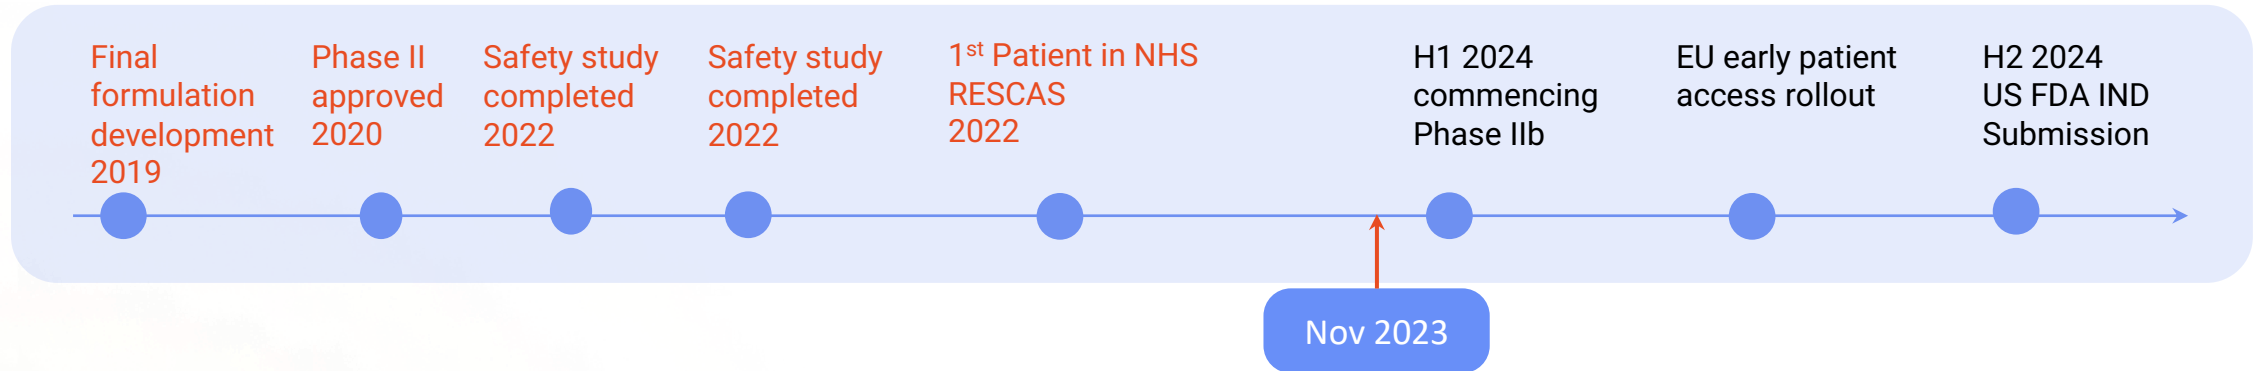 Final
formulation
development
2019
Phase II
approved
2020
Safety study
completed
2022
Safety study
completed
2022
1st Patient in NHS
RESCAS
2022
H1 2024
commencing
Phase IIb
EU early patient
access rollout
H2 2024
US FDA IND
Submission
Nov 2023